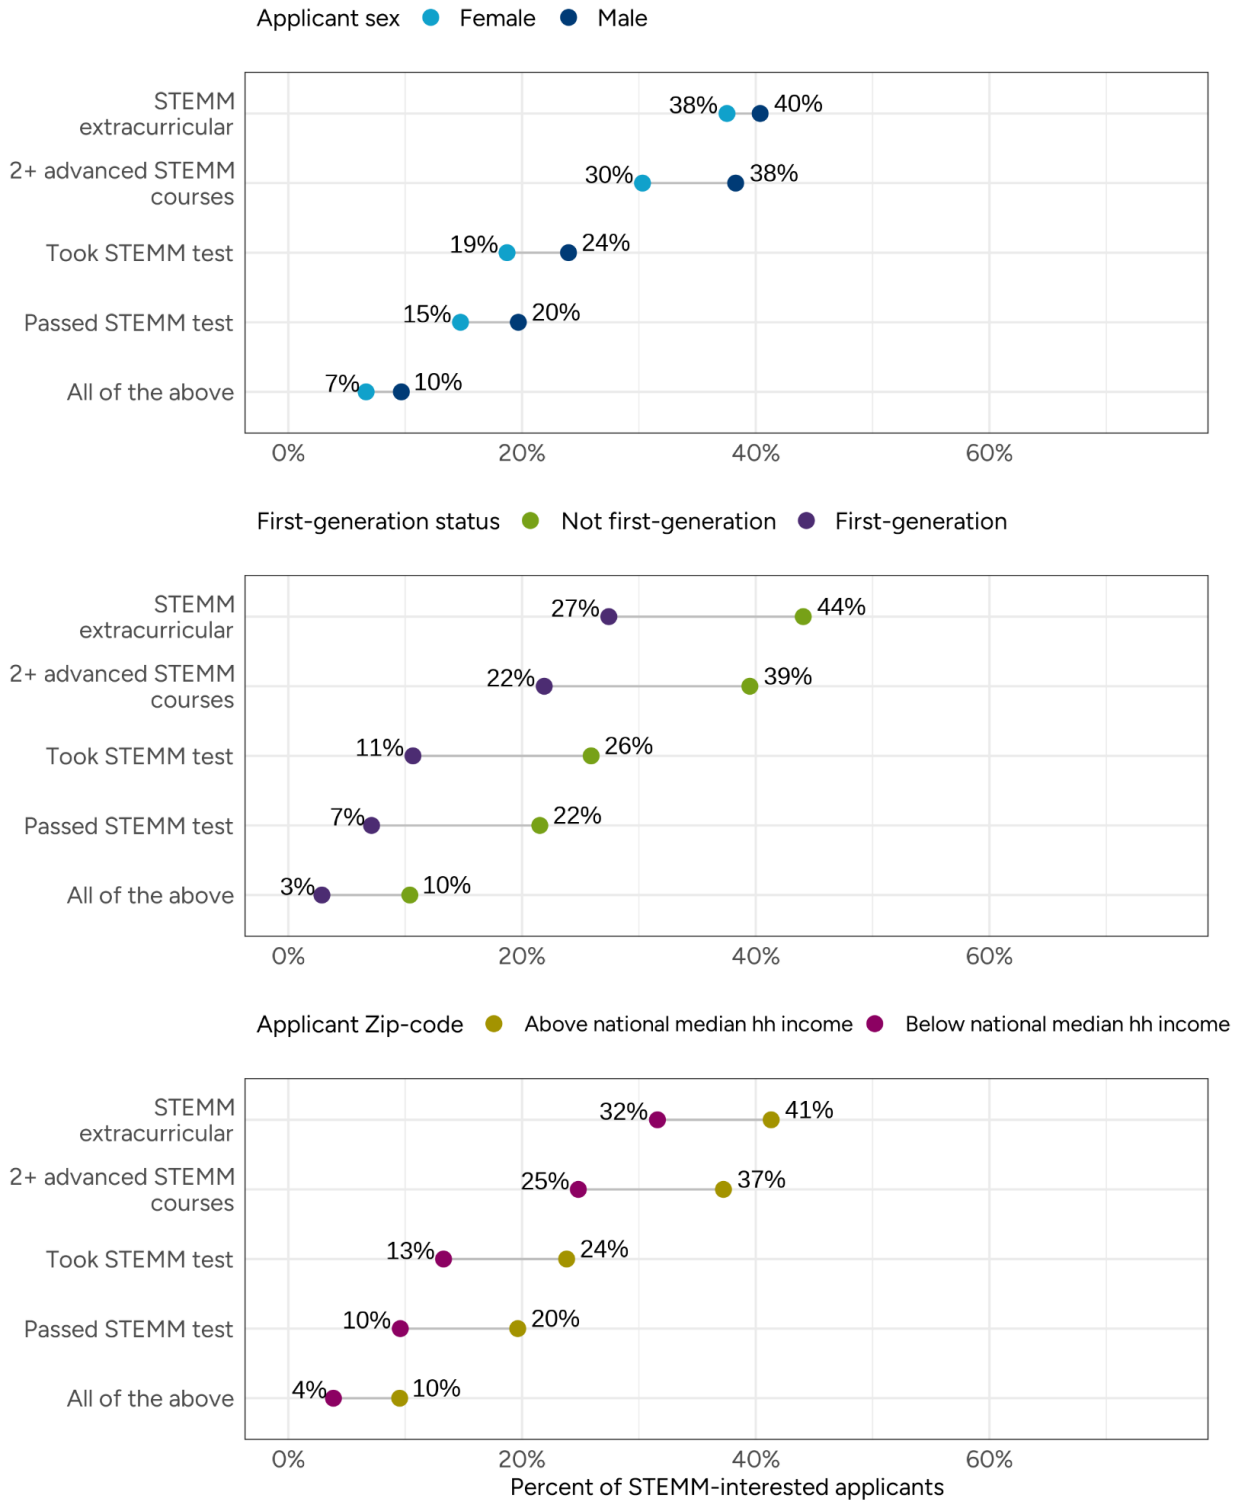 Applicant sex Female Male
STEMM
extracurricular
38% 40%
2+ advanced STEMM
courses
30% 38%
Took STEMM test 19% 24%
Passed STEMM test 15% 20%
All of the above 7% 10%
0% 20% 40% 60%
First-generation status Not first-generation First-generation
STEMM
extracurricular
27% 44%
2+ advanced STEMM
courses
22% 39%
Took STEMM test 11% 26%
Passed STEMM test 7% 22%
All of the above 3% 10%
0% 20% 40% 60%
Applicant Zip-code Above national median hh income Below national median hh income
STEMM
extracurricular
32% 41%
2+ advanced STEMM
courses
25% 37%
Took STEMM test 13% 24%
Passed STEMM test 10% 20%
All of the above 4% 10%
0% 20% 40% 60%
Percent of STEMM-interested applicants